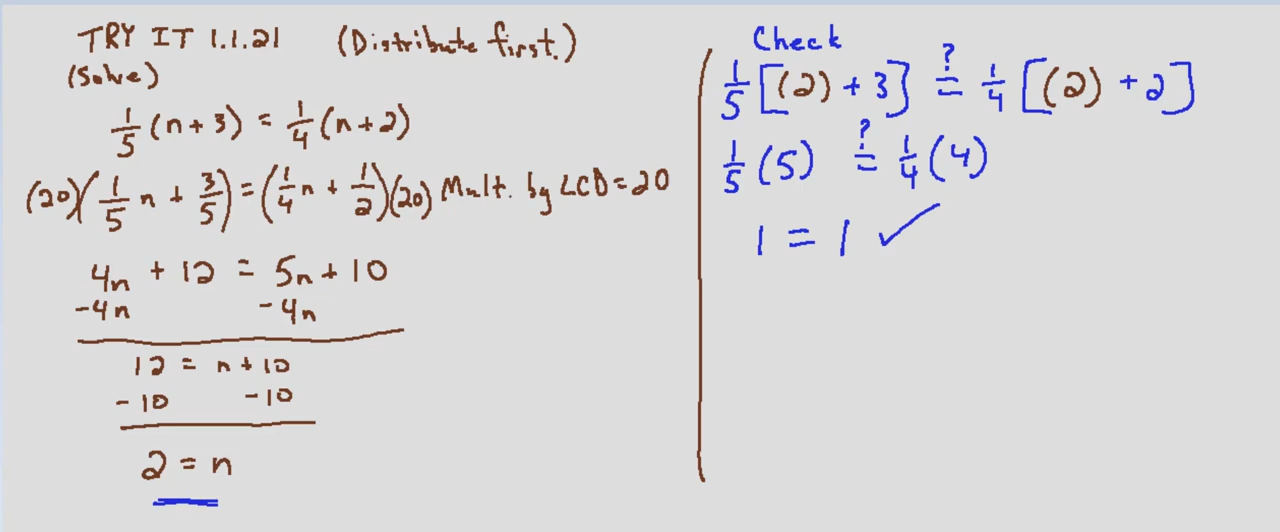 TRY IT 1.1.21 (Distribute first.)
(Solve)
1/5 (n + 3) = 1/4 (n + 2)
(20)(1/5 n + 3/5) = (1/4 n + 1/2)(20) Mult. by LCD = 20
4n + 12 = 5n + 10
-4n -4n
12 = n + 10
-10 -10
2 = n
Check
1/5 [(2) + 3] ?= 1/4 [(2) + 2]
1/5 (5) ?= 1/4 (4)
1 = 1 ✓